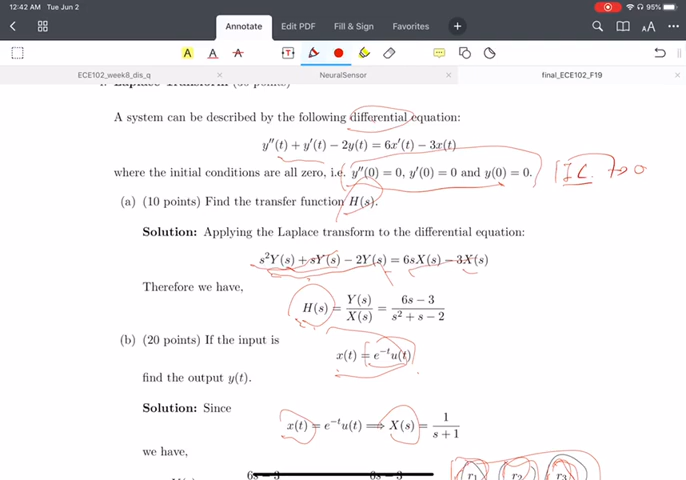 12:42 AM Tue Jun 2
95%
Annotate Edit PDF Fill & Sign Favorites
ECE102_week8_dis_q NeuralSensor final_ECE102_F19
A system can be described by the following differential equation:
y''(t) + y'(t) − 2y(t) = 6x'(t) − 3x(t)
where the initial conditions are all zero, i.e. y''(0) = 0, y'(0) = 0 and y(0) = 0.
I C. → 0
(a) (10 points) Find the transfer function H(s).
Solution: Applying the Laplace transform to the differential equation:
s²Y(s) + sY(s) − 2Y(s) = 6sX(s) − 3X(s)
Therefore we have,
H(s) = Y(s)/X(s) = (6s − 3)/(s² + s − 2)
(b) (20 points) If the input is
x(t) = e⁻ᵗu(t)
find the output y(t).
Solution: Since
x(t) = e⁻ᵗu(t) ⟹ X(s) = 1/(s + 1)
we have,
6s − 3
r₁ r₂ r₃